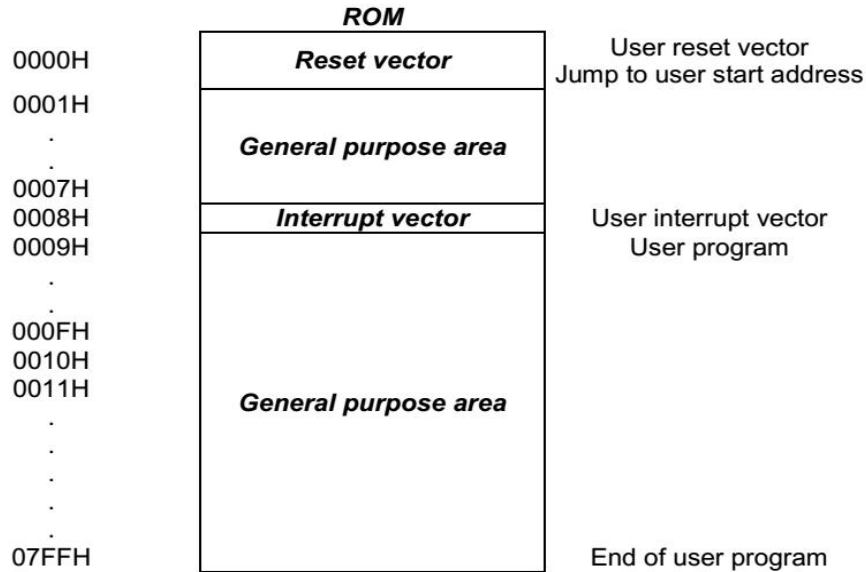 ROM
0000H Reset vector User reset vector
Jump to user start address
0001H
.
General purpose area
.
0007H
0008H Interrupt vector User interrupt vector
0009H User program
.
.
000FH
0010H
0011H General purpose area
.
.
.
.
.
07FFH End of user program